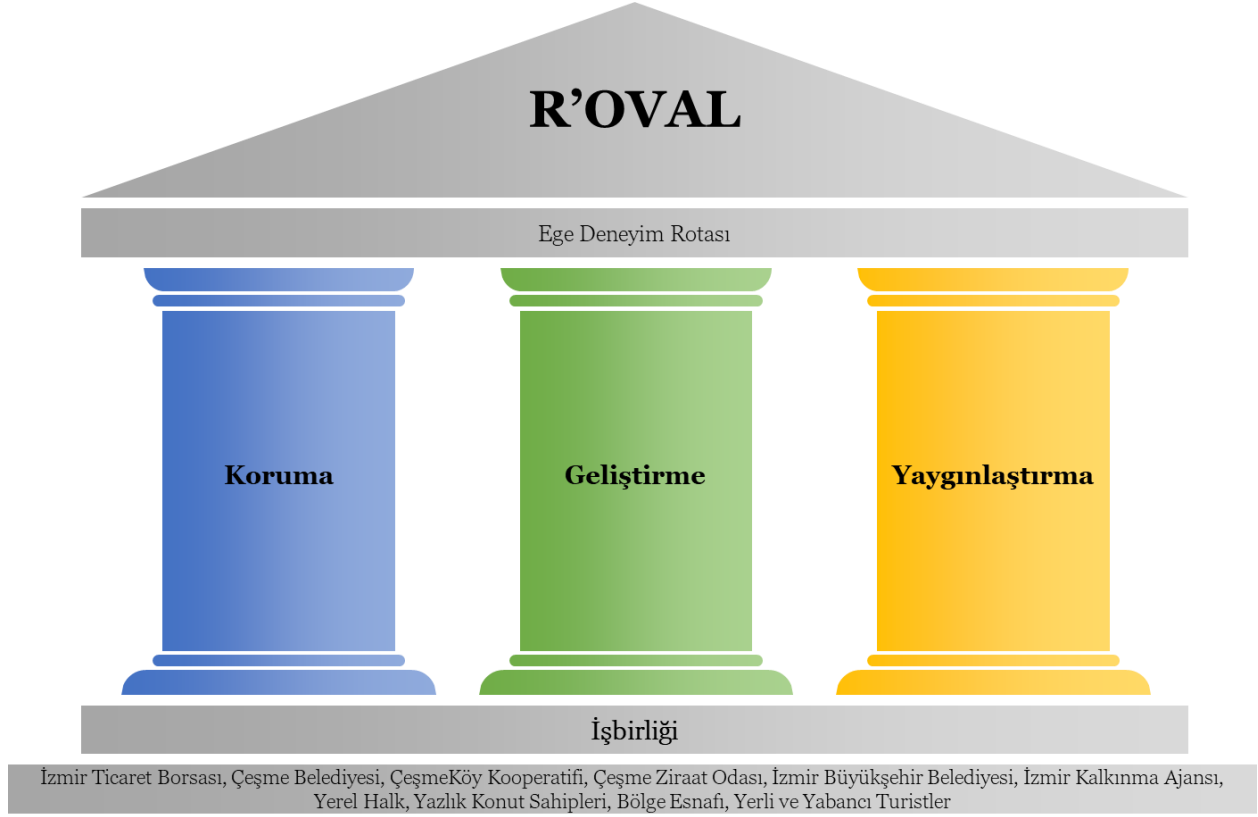 R’OVAL
Ege Deneyim Rotası
Koruma
Geliştirme
Yaygınlaştırma
İşbirliği
İzmir Ticaret Borsası, Çeşme Belediyesi, ÇeşmeKöy Kooperatifi, Çeşme Ziraat Odası, İzmir Büyükşehir Belediyesi, İzmir Kalkınma Ajansı,
Yerel Halk, Yazlık Konut Sahipleri, Bölge Esnafı, Yerli ve Yabancı Turistler